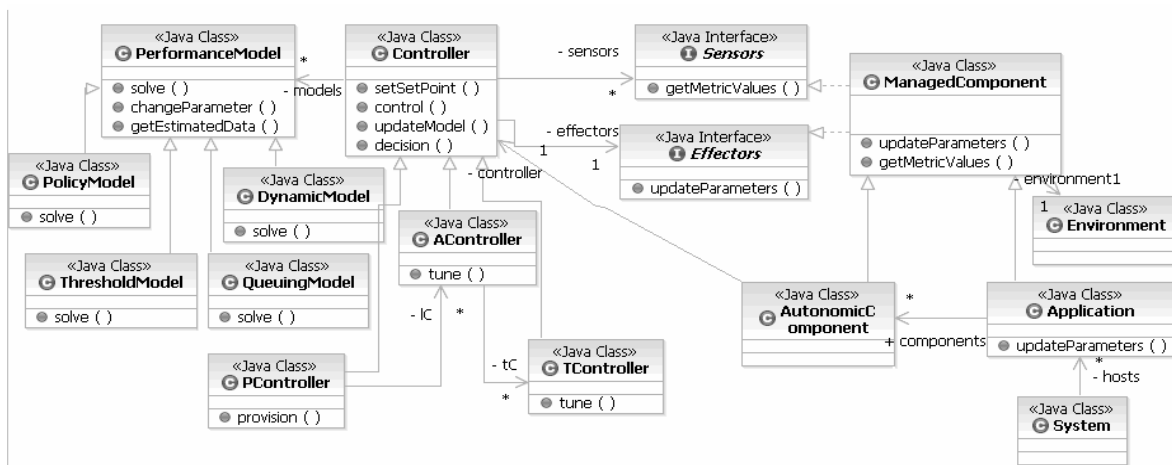 «Java Class»
PerformanceModel
solve ( )
changeParameter ( )
getEstimatedData ( )
*
- models
«Java Class»
Controller
setSetPoint ( )
control ( )
updateModel ( )
decision ( )
- sensors
*
«Java Interface»
Sensors
getMetricValues ( )
- effectors
1
1
«Java Interface»
Effectors
updateParameters ( )
«Java Class»
ManagedComponent
updateParameters ( )
getMetricValues ( )
- environment1
1
«Java Class»
Environment
«Java Class»
PolicyModel
solve ( )
«Java Class»
DynamicModel
solve ( )
- controller
«Java Class»
AController
tune ( )
«Java Class»
ThresholdModel
solve ( )
«Java Class»
QueuingModel
solve ( )
- lC
*
«Java Class»
PController
provision ( )
- tC
*
«Java Class»
TController
tune ( )
«Java Class»
AutonomicC
omponent
*
+ components
«Java Class»
Application
updateParameters ( )
*
- hosts
«Java Class»
System